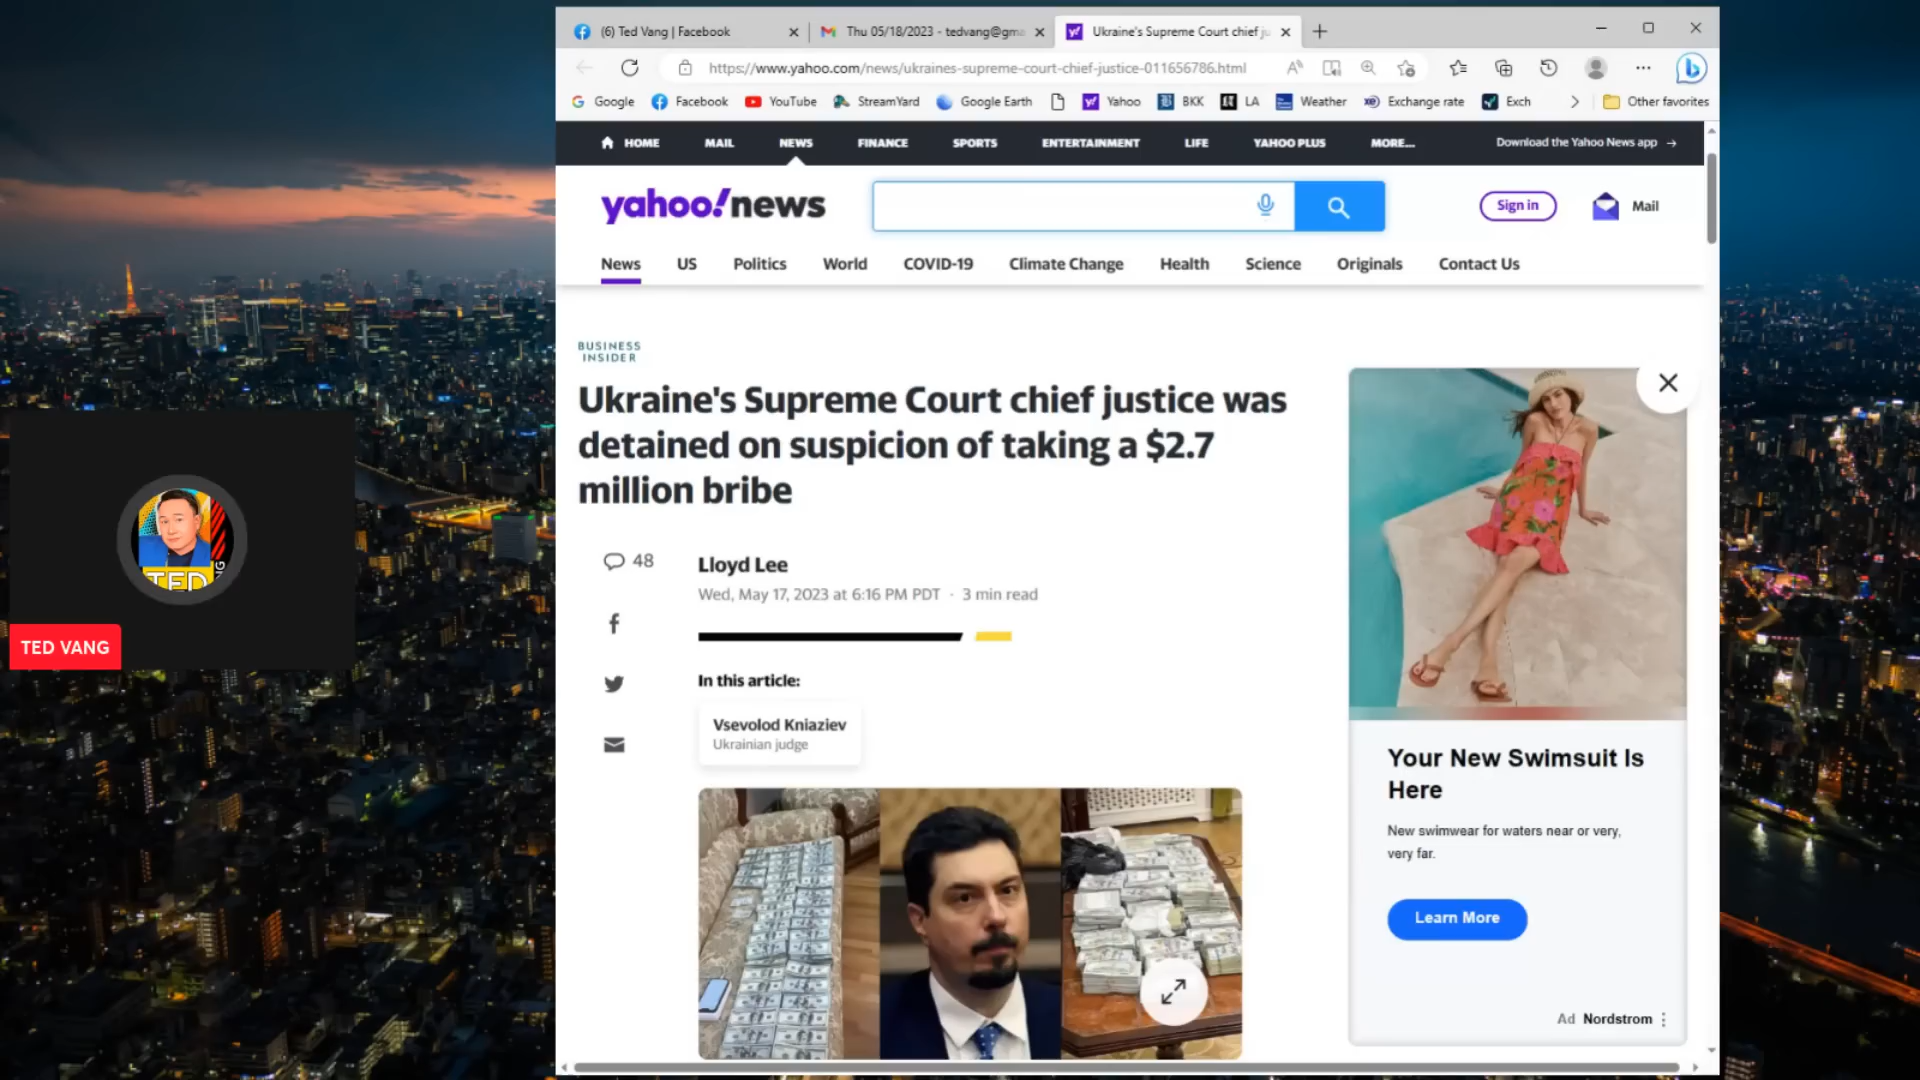 (6) Ted Vang | Facebook
Thu 05/18/2023 - tedvang@gma
Ukraine's Supreme Court chief ju
https://www.yahoo.com/news/ukraines-supreme-court-chief-justice-011656786.html
Google Facebook YouTube StreamYard Google Earth Yahoo BKK LA Weather Exchange rate Exch Other favorites
HOME MAIL NEWS FINANCE SPORTS ENTERTAINMENT LIFE YAHOO PLUS MORE... Download the Yahoo News app →
yahoo!news
Sign in
Mail
News US Politics World COVID-19 Climate Change Health Science Originals Contact Us
BUSINESS
INSIDER
Ukraine's Supreme Court chief justice was
detained on suspicion of taking a $2.7
million bribe
48
Lloyd Lee
Wed, May 17, 2023 at 6:16 PM PDT · 3 min read
In this article:
Vsevolod Kniaziev
Ukrainian judge
Your New Swimsuit Is
Here
New swimwear for waters near or very,
very far.
Learn More
Ad Nordstrom
TED
TED VANG